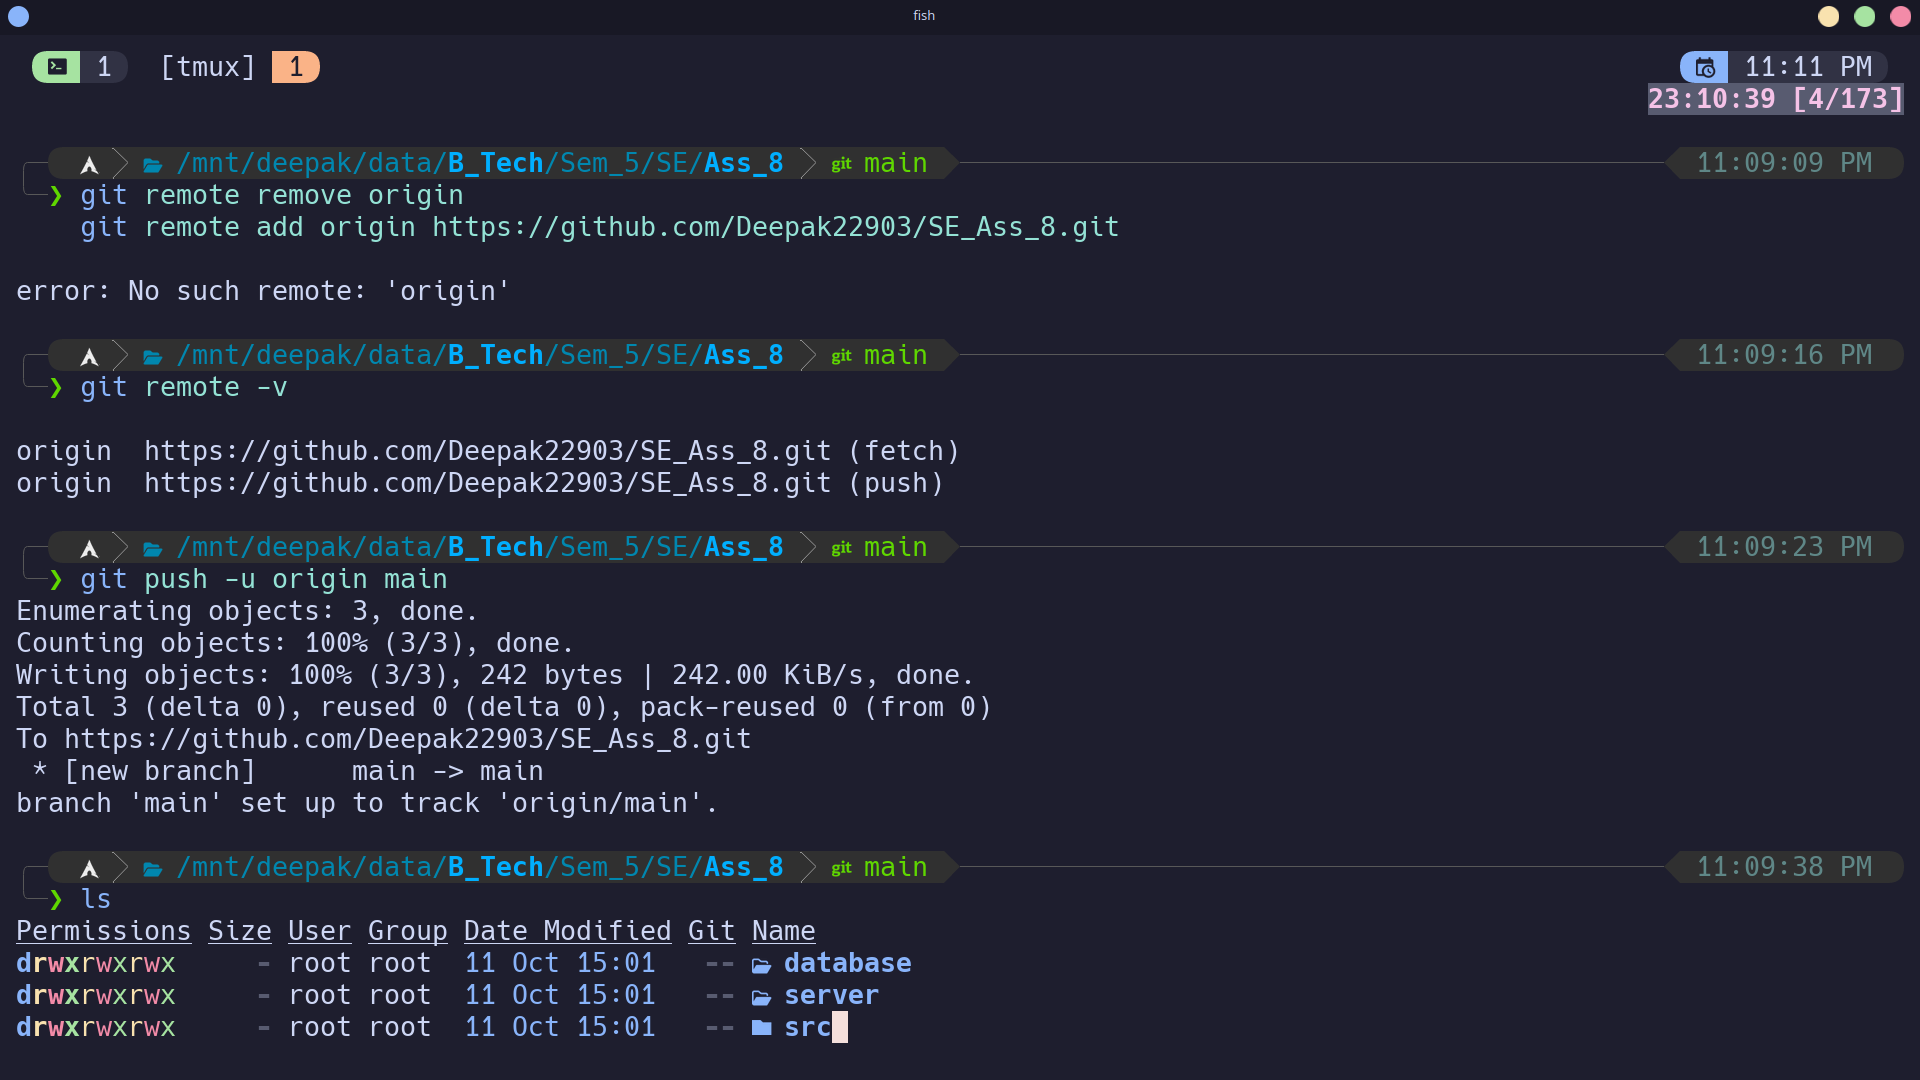 fish
1 [tmux] 1 11:11 PM
23:10:39 [4/173]
/mnt/deepak/data/B_Tech/Sem_5/SE/Ass_8 git main 11:09:09 PM
❯ git remote remove origin
git remote add origin https://github.com/Deepak22903/SE_Ass_8.git
error: No such remote: 'origin'
/mnt/deepak/data/B_Tech/Sem_5/SE/Ass_8 git main 11:09:16 PM
❯ git remote -v
origin  https://github.com/Deepak22903/SE_Ass_8.git (fetch)
origin  https://github.com/Deepak22903/SE_Ass_8.git (push)
/mnt/deepak/data/B_Tech/Sem_5/SE/Ass_8 git main 11:09:23 PM
❯ git push -u origin main
Enumerating objects: 3, done.
Counting objects: 100% (3/3), done.
Writing objects: 100% (3/3), 242 bytes | 242.00 KiB/s, done.
Total 3 (delta 0), reused 0 (delta 0), pack-reused 0 (from 0)
To https://github.com/Deepak22903/SE_Ass_8.git
 * [new branch]      main -> main
branch 'main' set up to track 'origin/main'.
/mnt/deepak/data/B_Tech/Sem_5/SE/Ass_8 git main 11:09:38 PM
❯ ls
Permissions Size User Group Date Modified Git Name
drwxrwxrwx     - root root  11 Oct 15:01   -- database
drwxrwxrwx     - root root  11 Oct 15:01   -- server
drwxrwxrwx     - root root  11 Oct 15:01   -- src